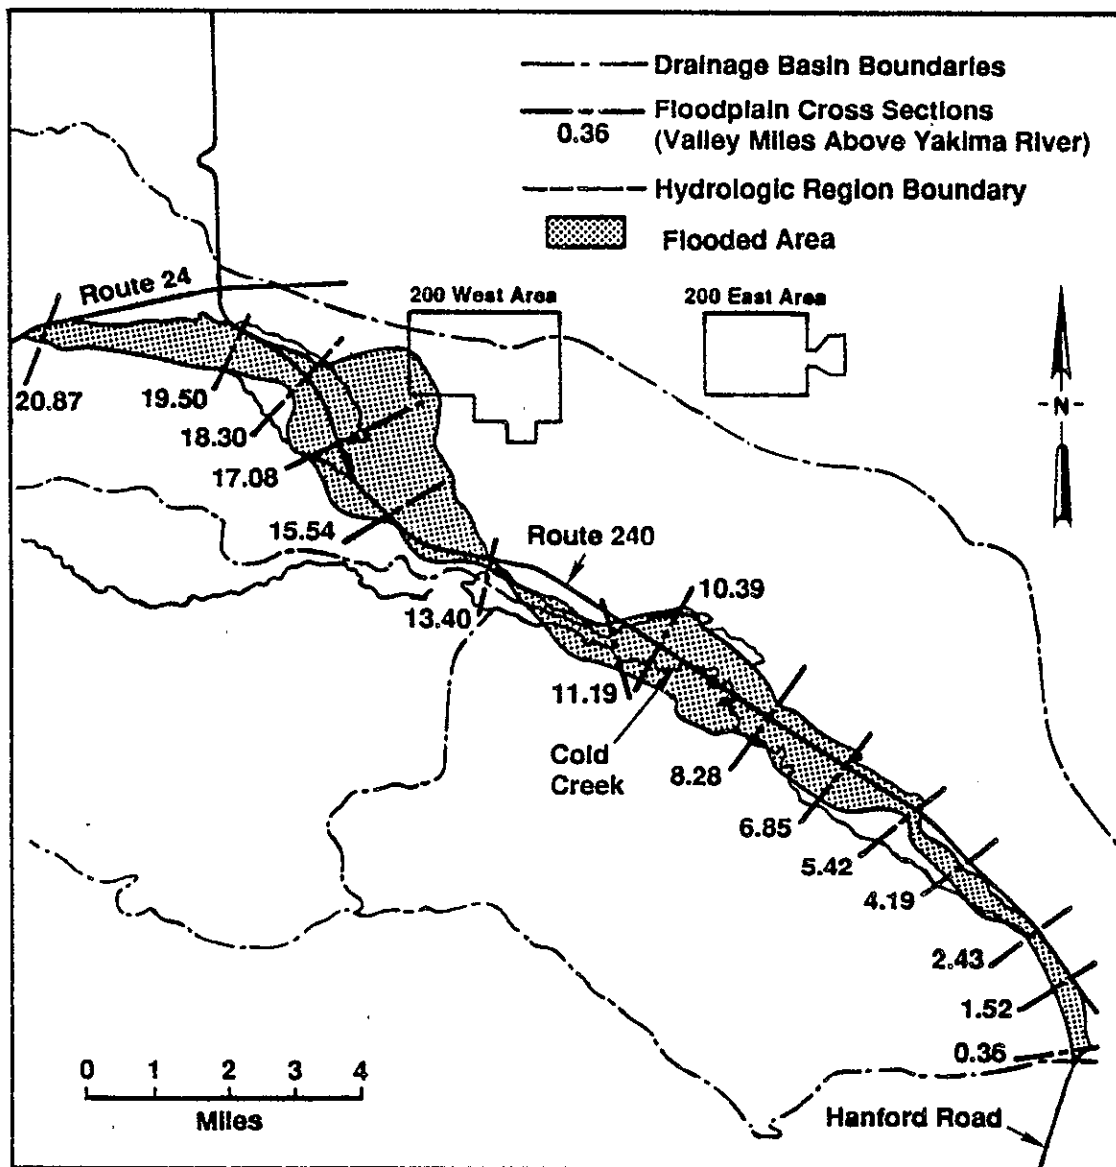 Drainage Basin Boundaries
Floodplain Cross Sections
0.36
(Valley Miles Above Yakima River)
Hydrologic Region Boundary
Flooded Area
Route 24
200 West Area
200 East Area
N
20.87
19.50
18.30
17.08
15.54
Route 240
13.40
10.39
11.19
Cold
Creek
8.28
6.85
5.42
4.19
2.43
1.52
0.36
0 1 2 3 4
Miles
Hanford Road